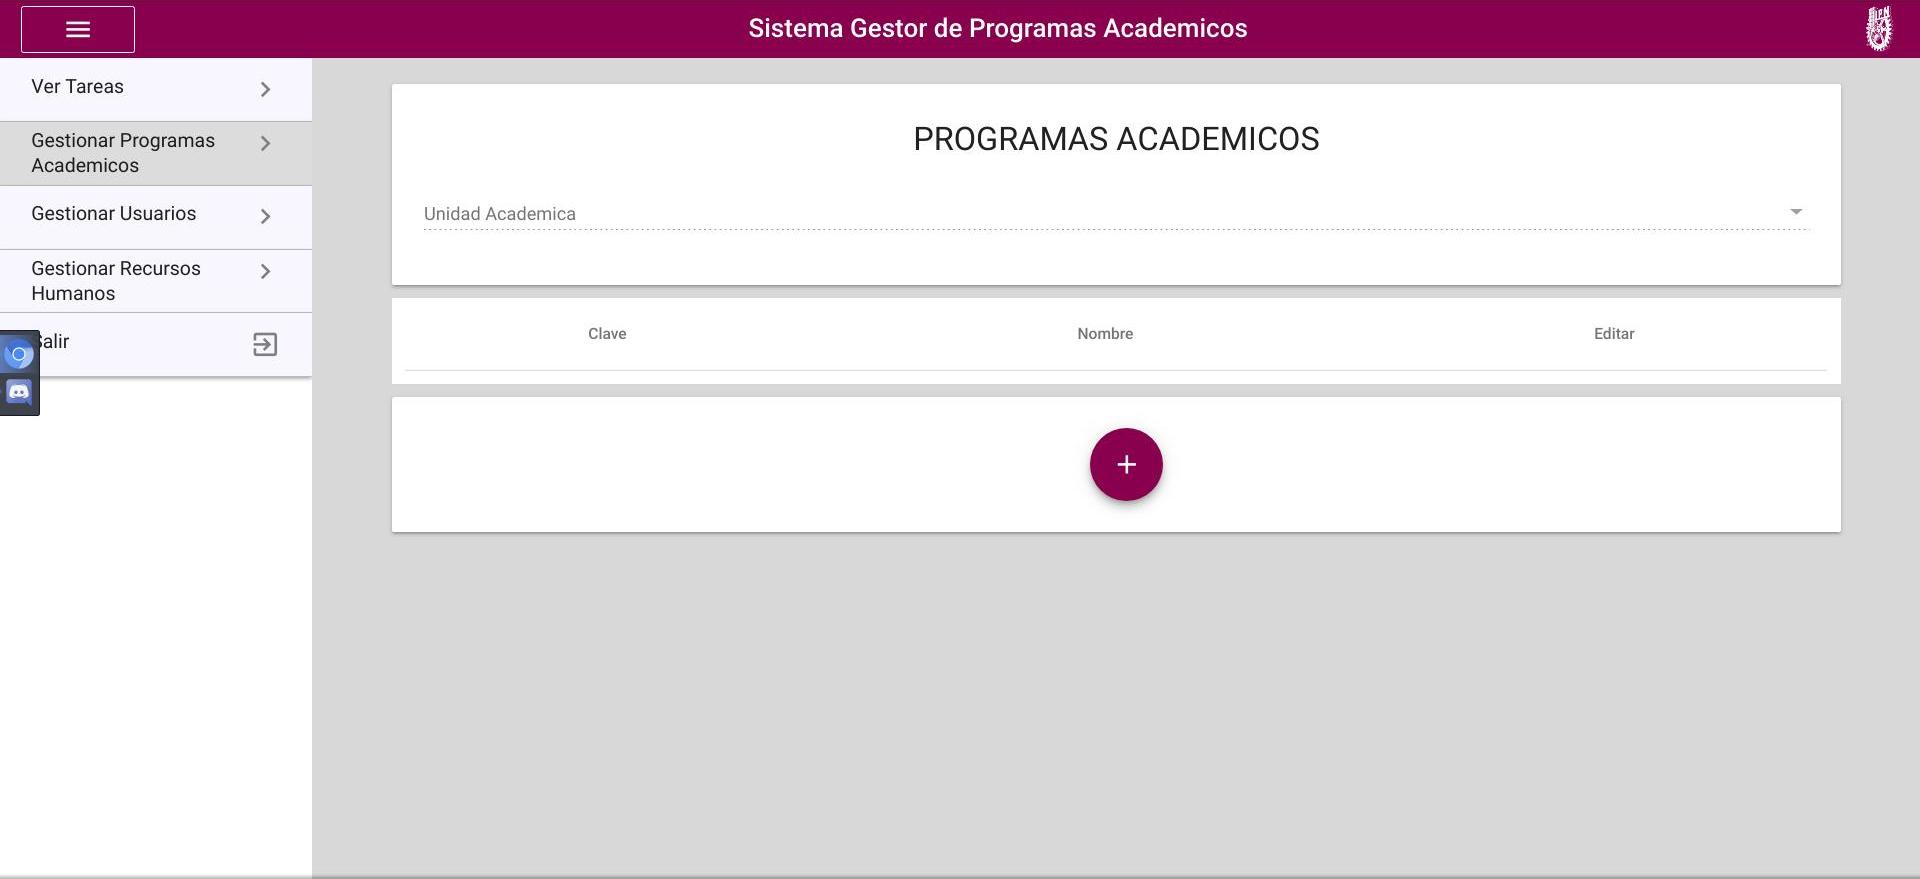 Sistema Gestor de Programas Academicos
Ver Tareas
Gestionar Programas
Academicos
Gestionar Usuarios
Gestionar Recursos
Humanos
Salir
PROGRAMAS ACADEMICOS
Unidad Academica
Clave Nombre Editar
+